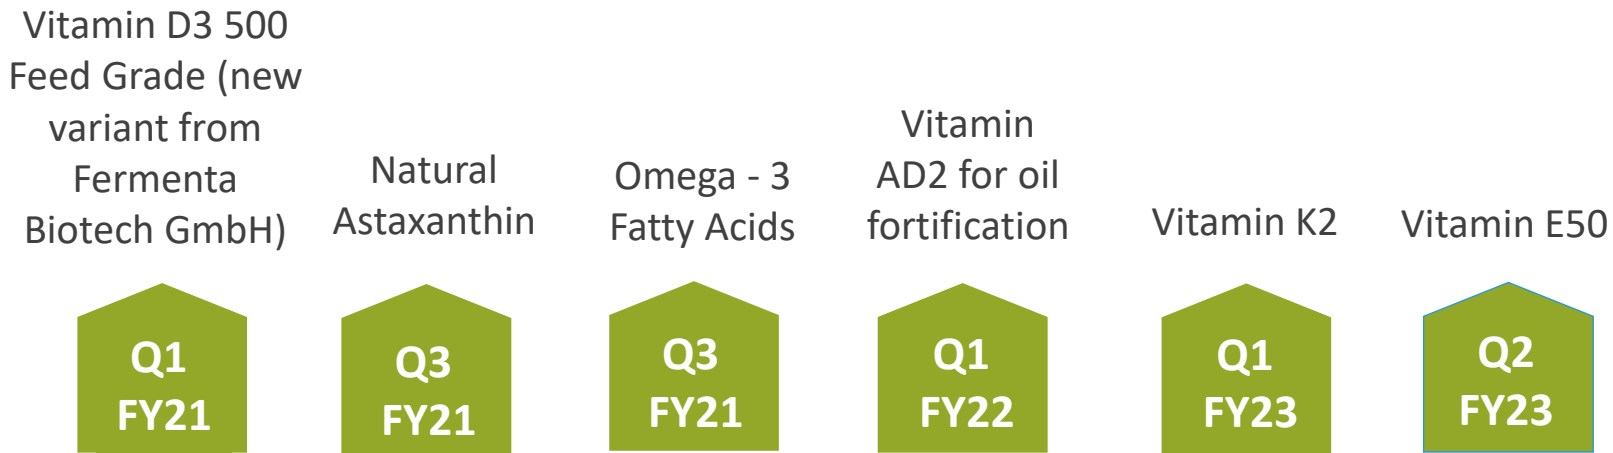 Vitamin D3 500
Feed Grade (new
variant from
Fermenta
Biotech GmbH)
Natural
Astaxanthin
Omega - 3
Fatty Acids
Vitamin
AD2 for oil
fortification
Vitamin K2
Vitamin E50
Q1
FY21
Q3
FY21
Q3
FY21
Q1
FY22
Q1
FY23
Q2
FY23